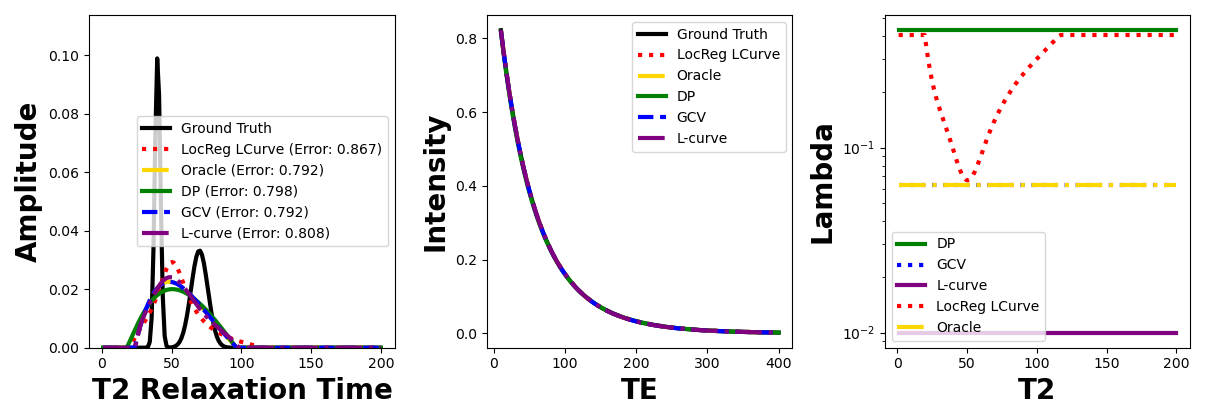 Amplitude
0.10
0.08
0.06
0.04
0.02
0.00
Ground Truth
LocReg LCurve (Error: 0.867)
Oracle (Error: 0.792)
DP (Error: 0.798)
GCV (Error: 0.792)
L-curve (Error: 0.808)
0 50 100 150 200
T2 Relaxation Time
Intensity
0.8
0.6
0.4
0.2
0.0
Ground Truth
LocReg LCurve
Oracle
DP
GCV
L-curve
0 100 200 300 400
TE
Lambda
10⁻¹
10⁻²
DP
GCV
L-curve
LocReg LCurve
Oracle
0 50 100 150 200
T2